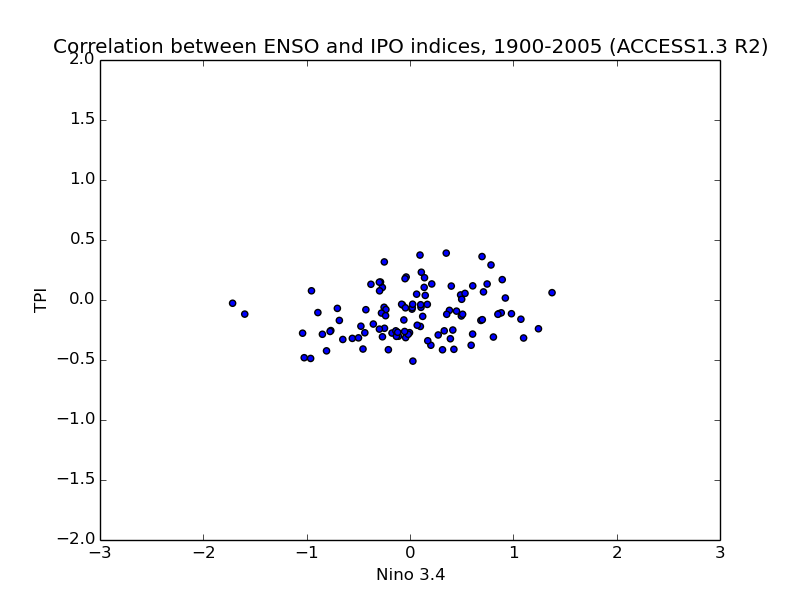 Correlation between ENSO and IPO indices, 1900-2005 (ACCESS1.3 R2)
2.0
1.5
1.0
0.5
0.0
−0.5
−1.0
−1.5
−2.0
TPI
−3 −2 −1 0 1 2 3
Nino 3.4